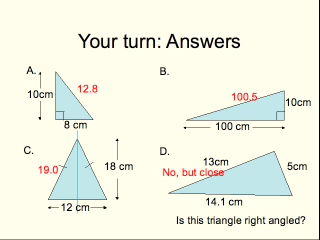 Your turn: Answers
A.
10cm
12.8
8 cm
B.
100.5
10cm
100 cm
C.
19.0
18 cm
12 cm
D.
13cm
5cm
No, but close
14.1 cm
Is this triangle right angled?